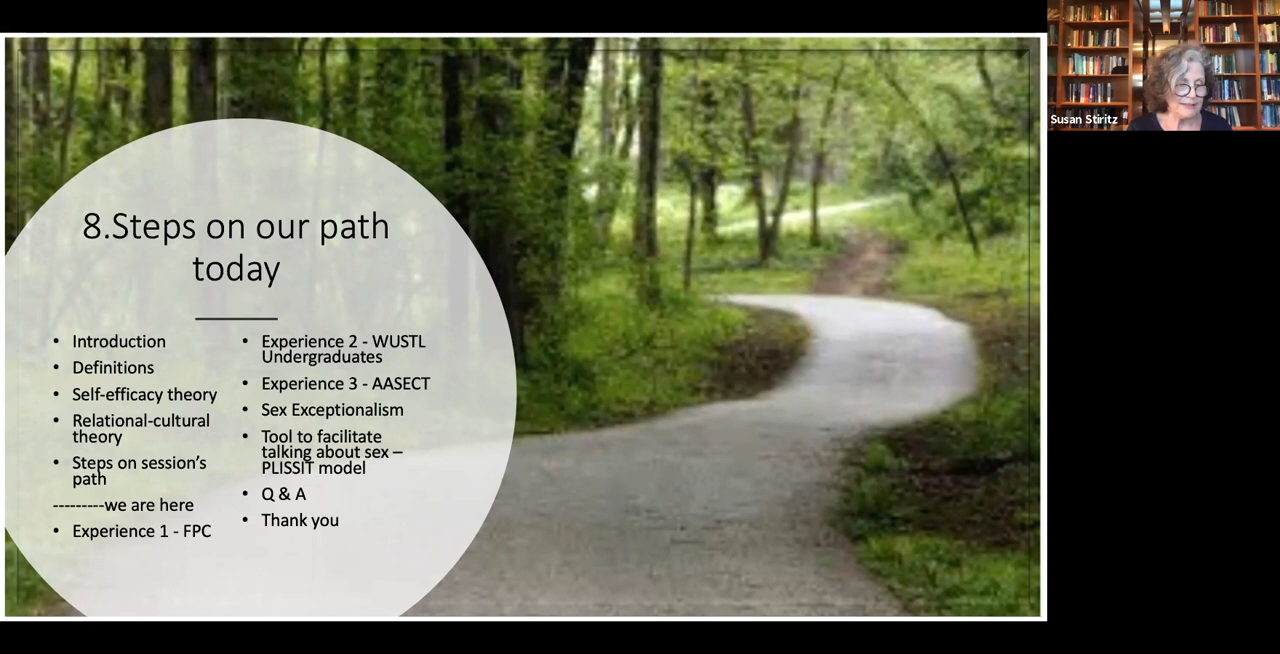 8.Steps on our path
today
• Introduction
• Definitions
• Self-efficacy theory
• Relational-cultural
theory
• Steps on session’s
path
---------we are here
• Experience 1 - FPC
• Experience 2 - WUSTL
Undergraduates
• Experience 3 - AASECT
• Sex Exceptionalism
• Tool to facilitate
talking about sex –
PLISSIT model
• Q & A
• Thank you
Susan Stiritz